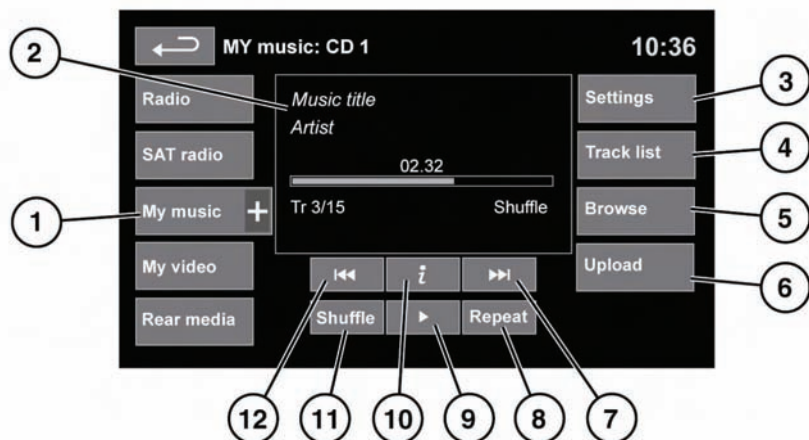 MY music: CD 1
10:36
Radio
SAT radio
My music +
My video
Rear media
Music title
Artist
02.32
Tr 3/15
Shuffle
Settings
Track list
Browse
Upload
i
Shuffle
Repeat
1
2
3
4
5
6
7
8
9
10
11
12